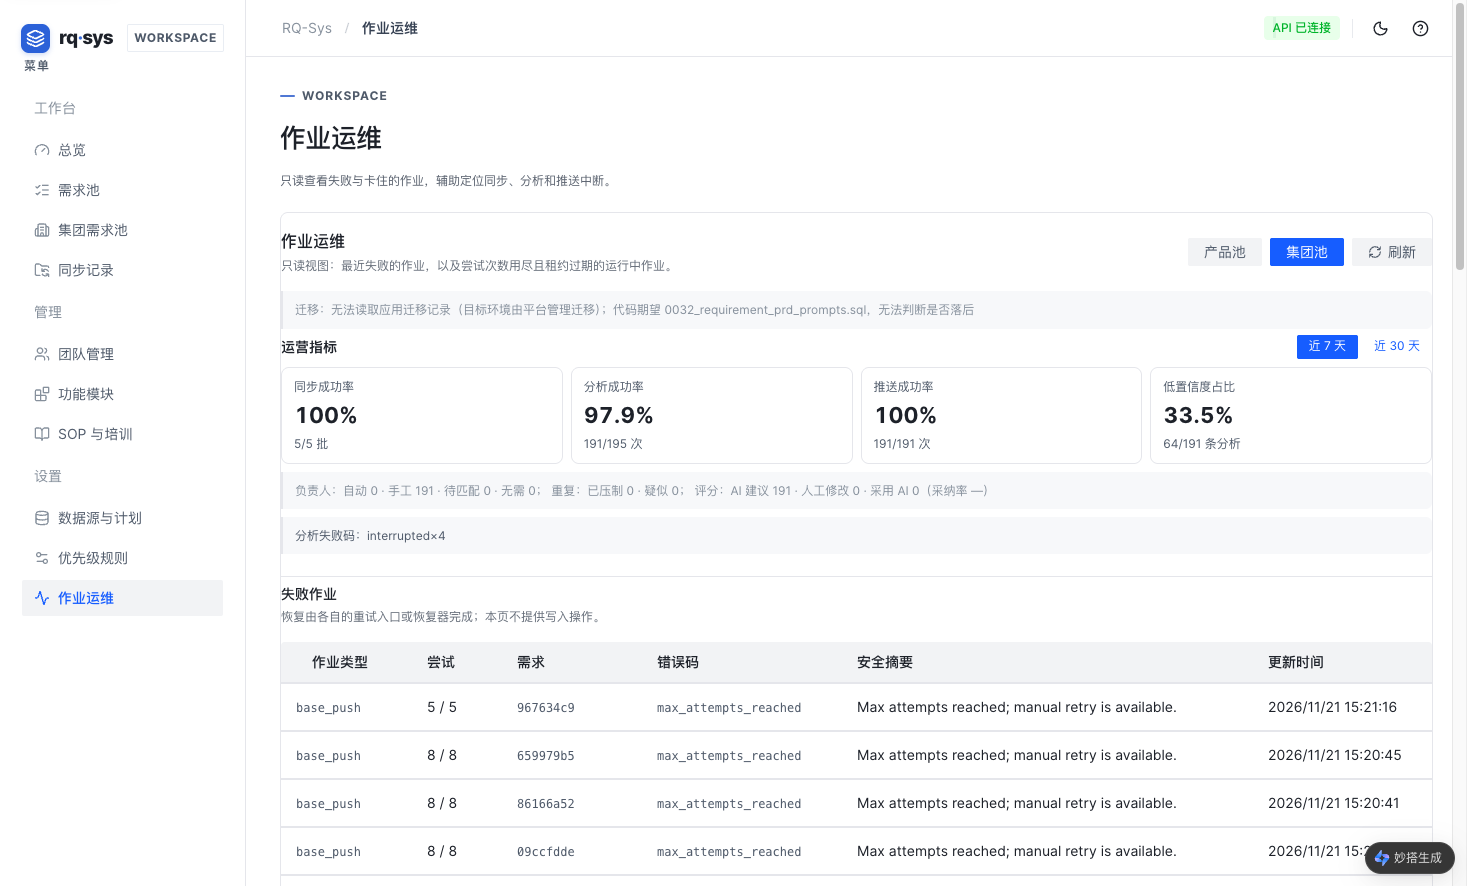 rq·sys
WORKSPACE
菜单
工作台
总览
需求池
集团需求池
同步记录
管理
团队管理
功能模块
SOP 与培训
设置
数据源与计划
优先级规则
作业运维
RQ-Sys / 作业运维
API 已连接
WORKSPACE
作业运维
只读查看失败与卡住的作业，辅助定位同步、分析和推送中断。
作业运维
只读视图：最近失败的作业，以及尝试次数用尽且租约过期的运行中作业。
产品池 集团池 刷新
迁移：无法读取应用迁移记录（目标环境由平台管理迁移）；代码期望 0032_requirement_prd_prompts.sql，无法判断是否落后
运营指标
近 7 天 近 30 天
同步成功率
100%
5/5 批
分析成功率
97.9%
191/195 次
推送成功率
100%
191/191 次
低置信度占比
33.5%
64/191 条分析
负责人：自动 0 · 手工 191 · 待匹配 0 · 无需 0； 重复：已压制 0 · 疑似 0； 评分：AI 建议 191 · 人工修改 0 · 采用 AI 0（采纳率 —）
分析失败码：interrupted×4
失败作业
恢复由各自的重试入口或恢复器完成；本页不提供写入操作。
作业类型 尝试 需求 错误码 安全摘要 更新时间
base_push 5 / 5 967634c9 max_attempts_reached Max attempts reached; manual retry is available. 2026/11/21 15:21:16
base_push 8 / 8 659979b5 max_attempts_reached Max attempts reached; manual retry is available. 2026/11/21 15:20:45
base_push 8 / 8 86166a52 max_attempts_reached Max attempts reached; manual retry is available. 2026/11/21 15:20:41
base_push 8 / 8 09ccfdde max_attempts_reached Max attempts reached; manual retry is available. 2026/11/21
妙搭生成